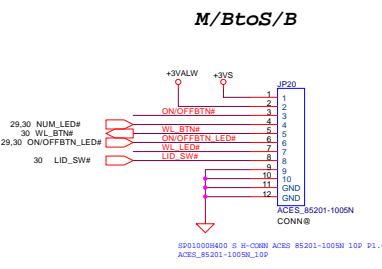 M/BtoS/B
+3VALW +3VS
JP20
1 1
2 2
ON/OFFBTN# 3 3
29,30 NUM_LED# 4 4
30 WL_BTN# WL_BTN# 5 5
29,30 ON/OFFBTN_LED# ON/OFFBTN_LED# 6 6
WL_LED# 7 7
30 LID_SW# LID_SW# 8 8
9 9
10 10
11 GND
12 GND
ACES_85201-1005N
CONN@
SP01000H400 S H-CONN ACES 85201-1005N 10P P1.
ACES_85201-1005N_10P